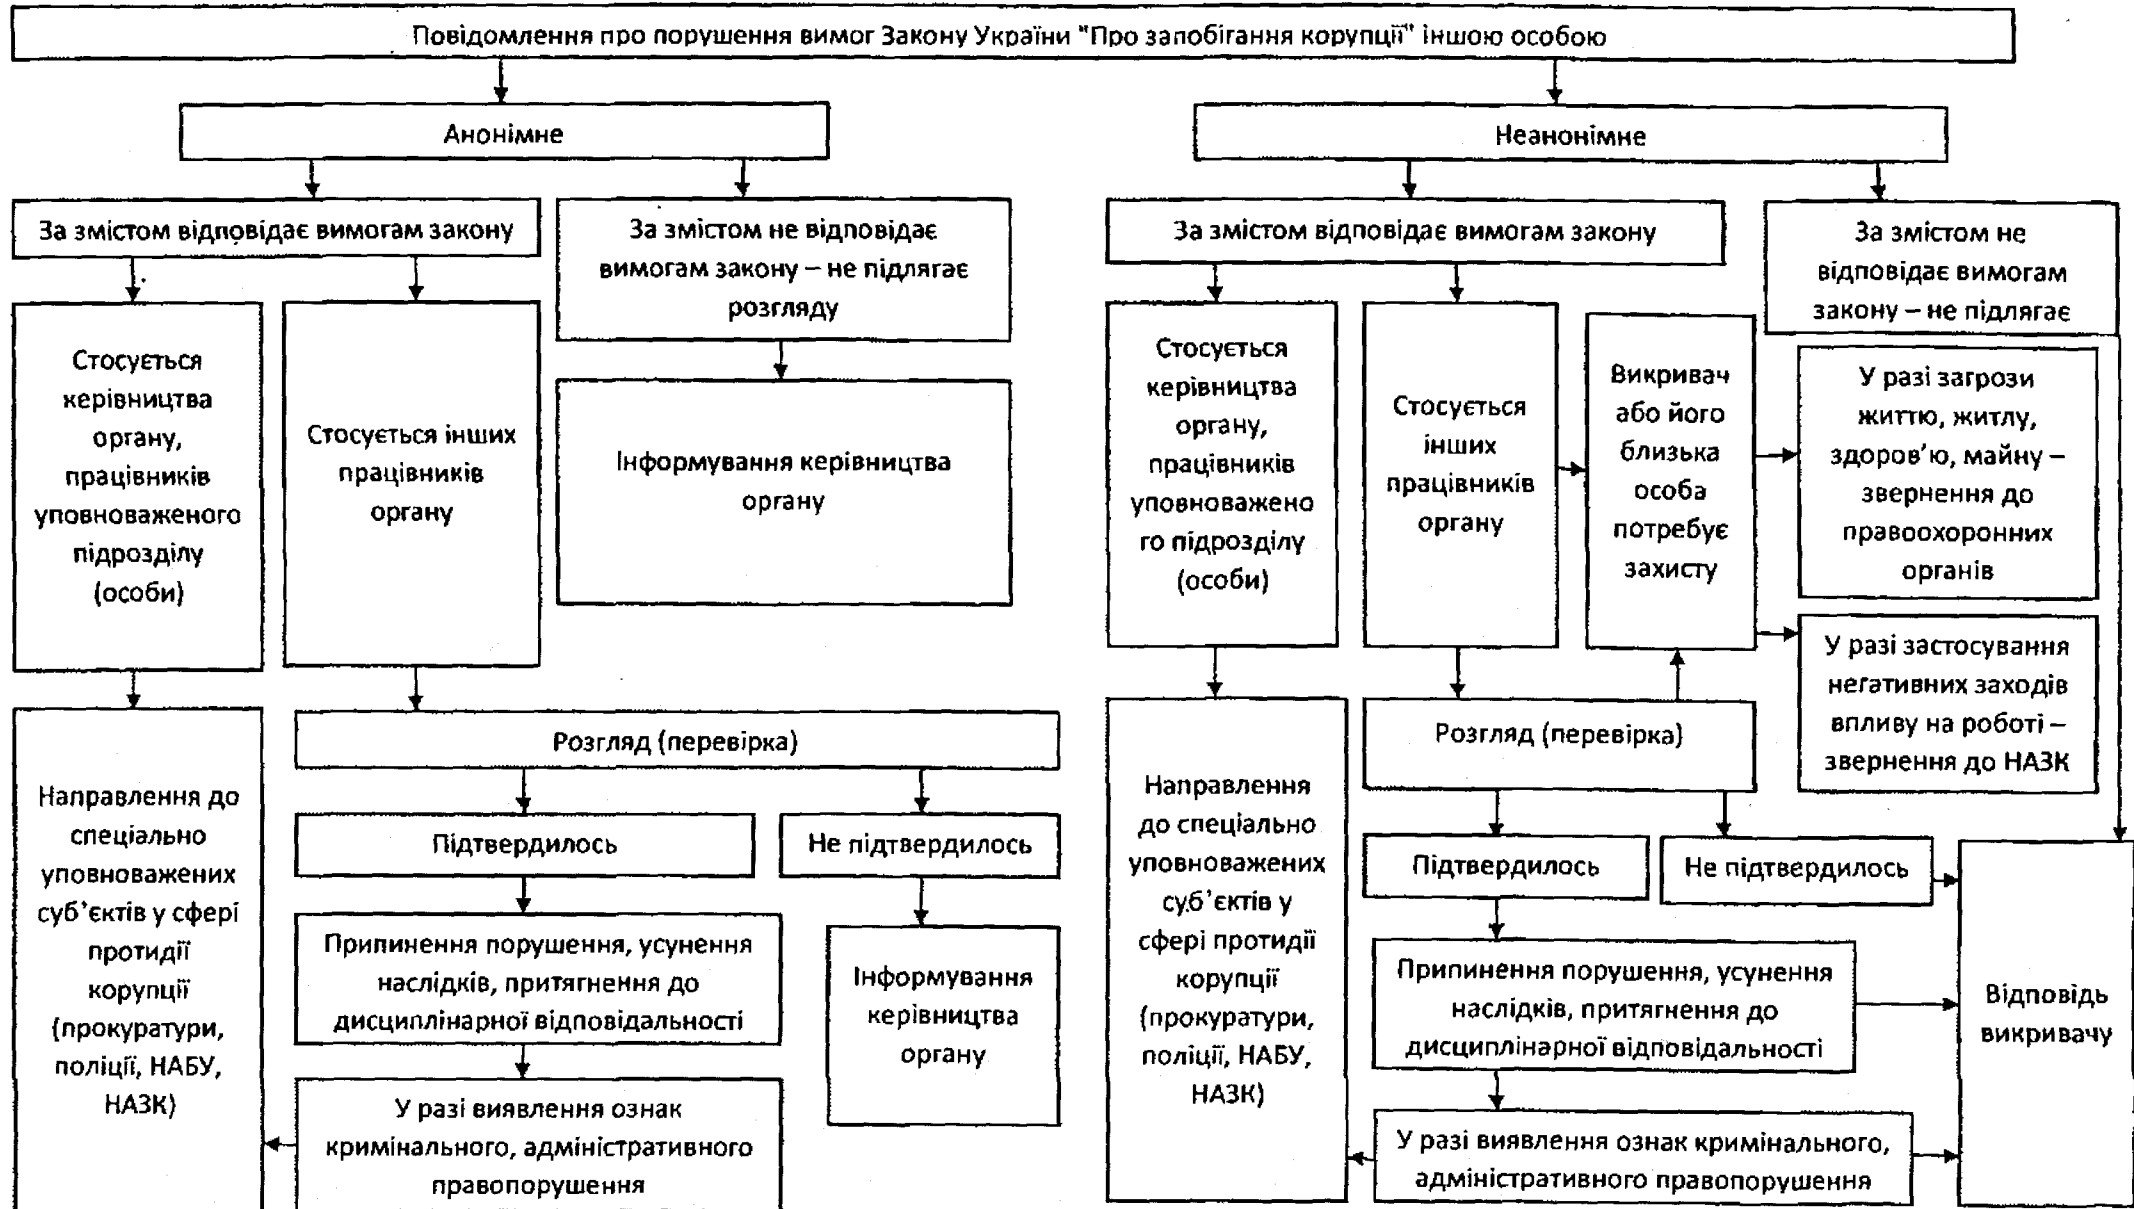 Повідомлення про порушення вимог Закону України "Про запобігання корупції" іншою особою
Анонімне
За змістом відповідає вимогам закону
За змістом не відповідає
вимогам закону – не підлягає
розгляду
Стосується
керівництва
органу,
працівників
уповноваженого
підрозділу
(особи)
Стосується інших
працівників
органу
Інформування керівництва
органу
Направлення до
спеціально
уповноважених
суб'єктів у сфері
протидії
корупції
(прокуратури,
поліції, НАБУ,
НАЗК)
Розгляд (перевірка)
Підтвердилось
Не підтвердилось
Припинення порушення, усунення
наслідків, притягнення до
дисциплінарної відповідальності
Інформування
керівництва
органу
У разі виявлення ознак
кримінального, адміністративного
правопорушення
Неанонімне
За змістом відповідає вимогам закону
За змістом не
відповідає вимогам
закону – не підлягає
Стосується
керівництва
органу,
працівників
уповноважено
го підрозділу
(особи)
Стосується
інших
працівників
органу
Викривач
або його
близька
особа
потребує
захисту
У разі загрози
життю, житлу,
здоров'ю, майну –
звернення до
правоохоронних
органів
У разі застосування
негативних заходів
впливу на роботі –
звернення до НАЗК
Направлення
до спеціально
уповноважених
суб'єктів у
сфері протидії
корупції
(прокуратури,
поліції, НАБУ,
НАЗК)
Розгляд (перевірка)
Підтвердилось
Не підтвердилось
Припинення порушення, усунення
наслідків, притягнення до
дисциплінарної відповідальності
У разі виявлення ознак кримінального,
адміністративного правопорушення
Відповідь
викривачу